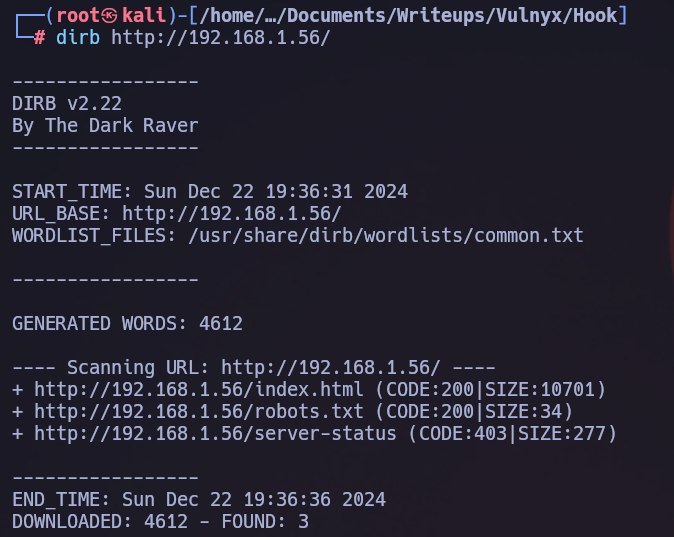 ┌──(root㉿kali)-[/home/…/Documents/Writeups/Vulnyx/Hook]
└─# dirb http://192.168.1.56/
-----------------
DIRB v2.22
By The Dark Raver
-----------------
START_TIME: Sun Dec 22 19:36:31 2024
URL_BASE: http://192.168.1.56/
WORDLIST_FILES: /usr/share/dirb/wordlists/common.txt
-----------------
GENERATED WORDS: 4612
---- Scanning URL: http://192.168.1.56/ ----
+ http://192.168.1.56/index.html (CODE:200|SIZE:10701)
+ http://192.168.1.56/robots.txt (CODE:200|SIZE:34)
+ http://192.168.1.56/server-status (CODE:403|SIZE:277)
-----------------
END_TIME: Sun Dec 22 19:36:36 2024
DOWNLOADED: 4612 - FOUND: 3